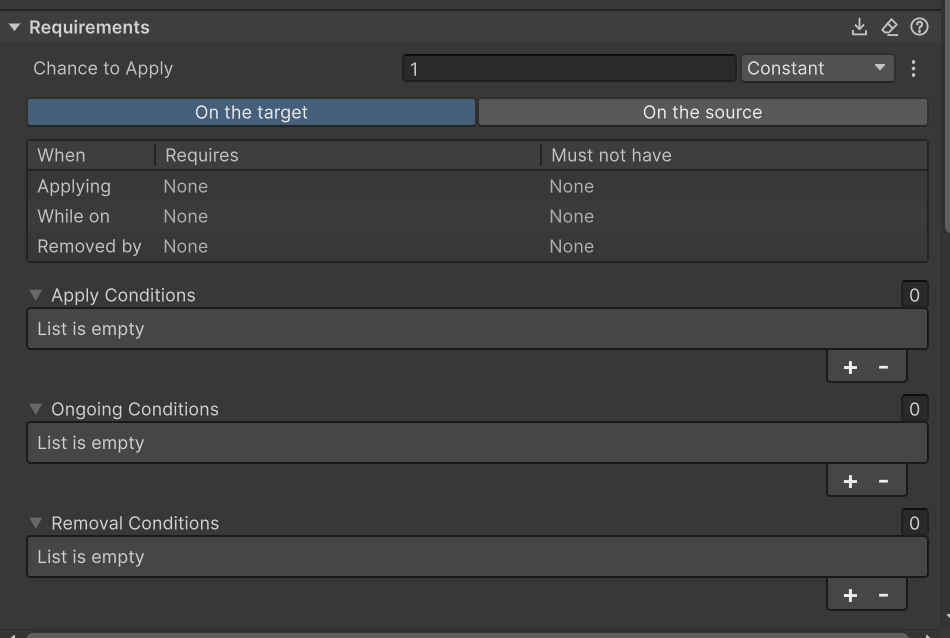 Requirements
Chance to Apply 1 Constant
On the target On the source
When Requires Must not have
Applying None None
While on None None
Removed by None None
Apply Conditions 0
List is empty
+ -
Ongoing Conditions 0
List is empty
+ -
Removal Conditions 0
List is empty
+ -